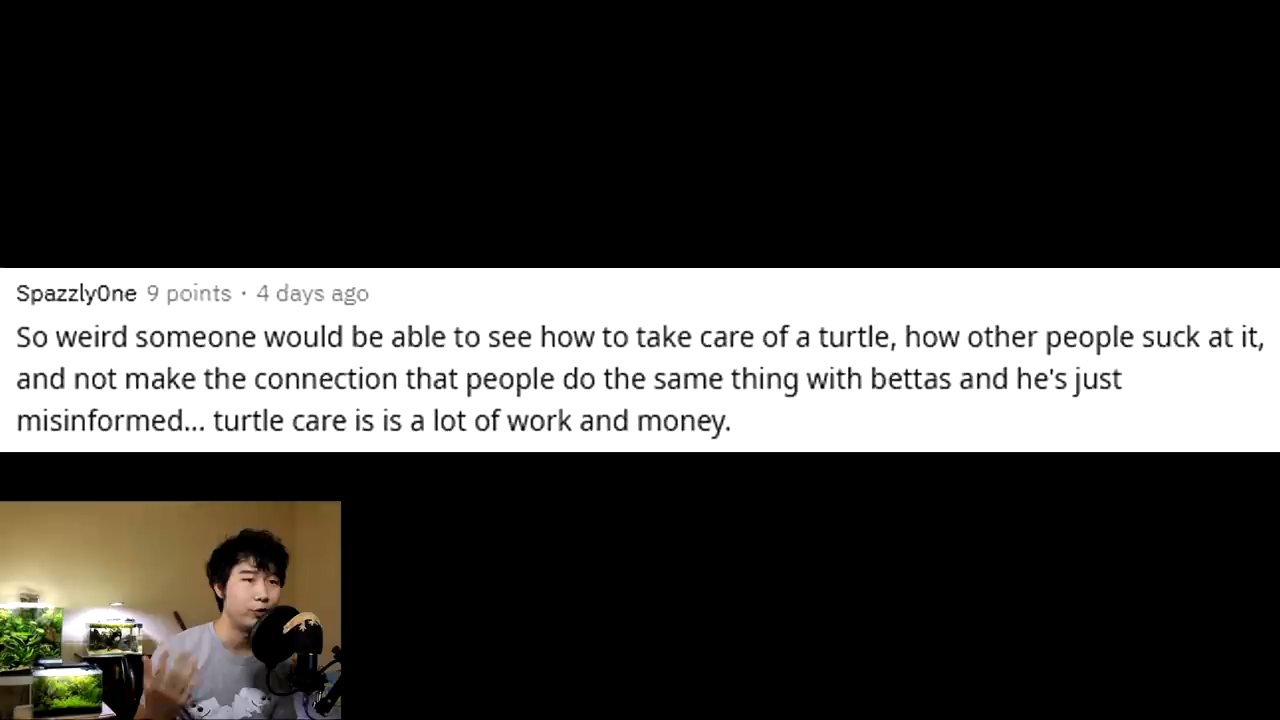 Spazzly0ne 9 points · 4 days ago
So weird someone would be able to see how to take care of a turtle, how other people suck at it,
and not make the connection that people do the same thing with bettas and he's just
misinformed... turtle care is is a lot of work and money.